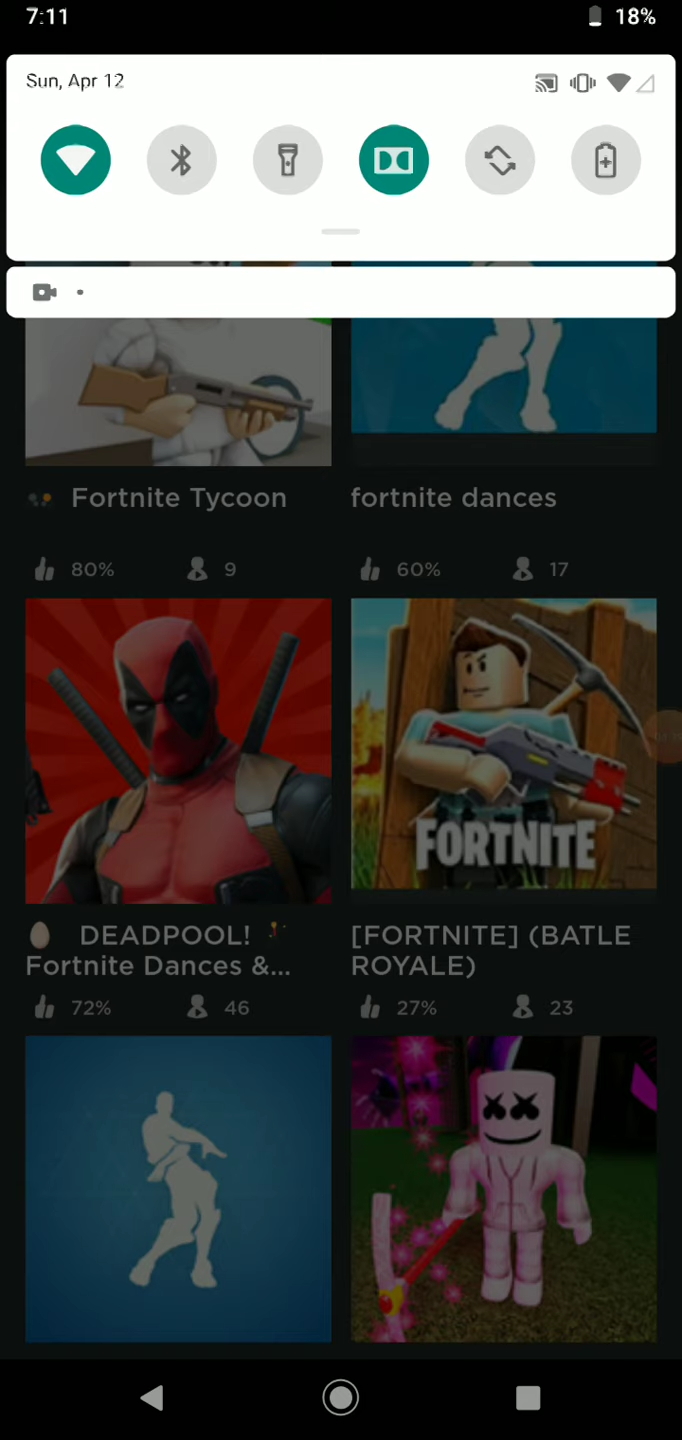 7:11 18%
Sun, Apr 12
Fortnite Tycoon
fortnite dances
80% 9
60% 17
FORTNITE
DEADPOOL!
Fortnite Dances &...
[FORTNITE] (BATLE
ROYALE)
72% 46
27% 23